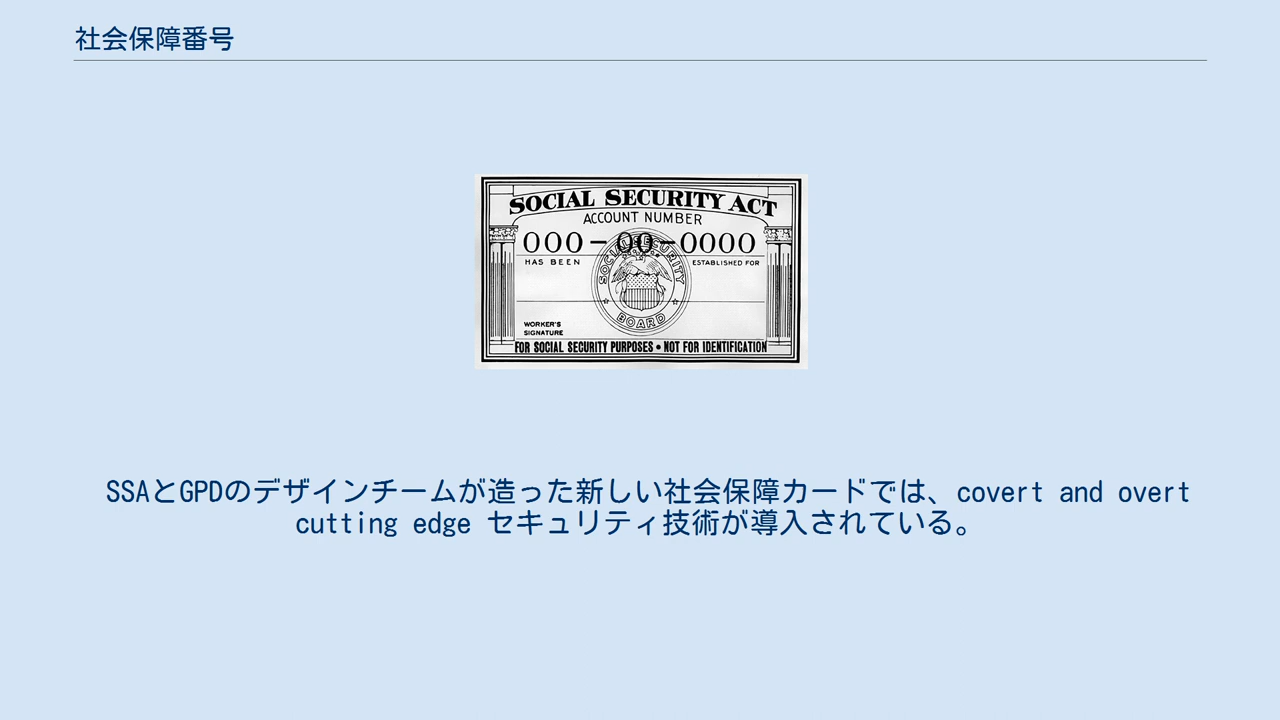 社会保障番号
SOCIAL SECURITY ACT
ACCOUNT NUMBER
000-00-0000
HAS BEEN ESTABLISHED FOR
SOCIAL SECURITY BOARD
WORKER'S
SIGNATURE
FOR SOCIAL SECURITY PURPOSES • NOT FOR IDENTIFICATION
SSAとGPDのデザインチームが造った新しい社会保障カードでは、covert and overt
cutting edge セキュリティ技術が導入されている。